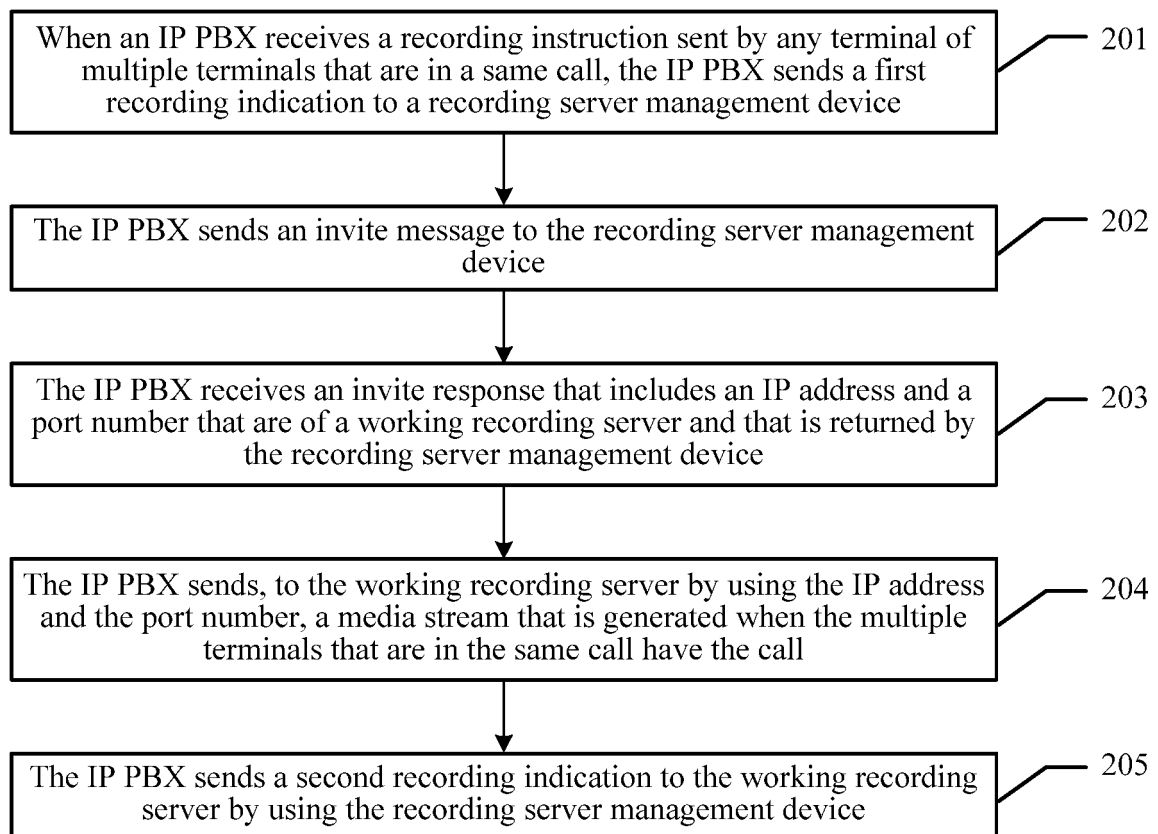 When an IP PBX receives a recording instruction sent by any terminal of
multiple terminals that are in a same call, the IP PBX sends a first
recording indication to a recording server management device
201
The IP PBX sends an invite message to the recording server management
device
202
The IP PBX receives an invite response that includes an IP address and a
port number that are of a working recording server and that is returned by
the recording server management device
203
The IP PBX sends, to the working recording server by using the IP address
and the port number, a media stream that is generated when the multiple
terminals that are in the same call have the call
204
The IP PBX sends a second recording indication to the working recording
server by using the recording server management device
205